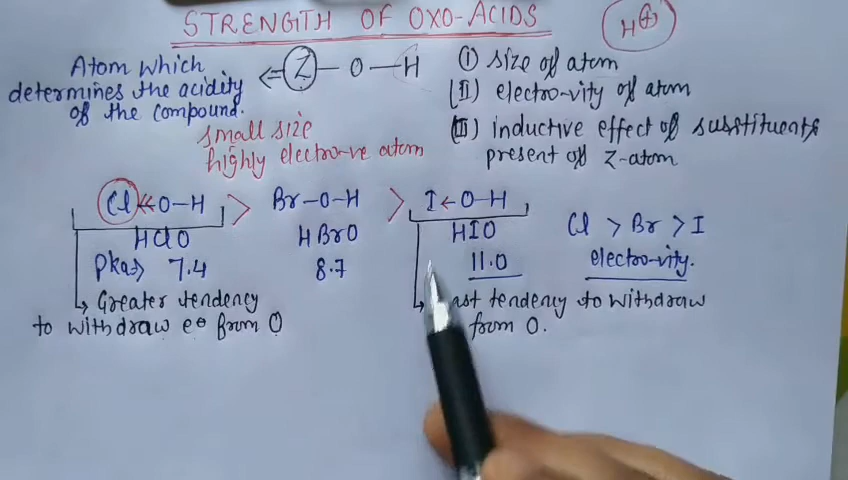 STRENGTH OF OXO-ACIDS
H⊕
Atom which
determines the acidity
of the compound.
⇐ Z — O — H
small size
highly electro-ve atom
(I) size of atom
(II) electro-vity of atom
(III) inductive effect of substituents
present of Z-atom
Cl ≪ O-H > Br-O-H > I ← O-H
HClO HBrO HIO
Cl > Br > I
Pka⇒ 7.4 8.7 11.0
electro-vity.
↳ Greater tendency
to withdraw e⊖ from O
tendency to withdraw
from O.